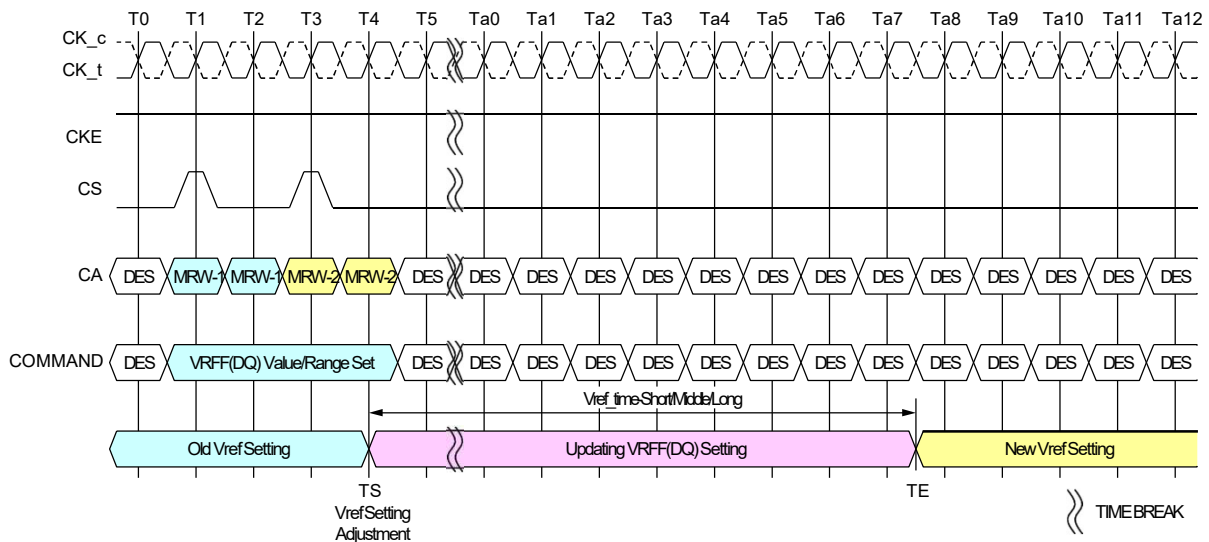 T0 T1 T2 T3 T4 T5 Ta0 Ta1 Ta2 Ta3 Ta4 Ta5 Ta6 Ta7 Ta8 Ta9 Ta10 Ta11 Ta12
CK_c
CK_t
CKE
CS
CA DES MRW-1 MRW-1 MRW-2 MRW-2 DES DES DES DES DES DES DES DES DES DES DES DES DES DES
COMMAND DES VRFF(DQ) Value/Range Set DES DES DES DES DES DES DES DES DES DES DES DES DES DES
Vref_time-Short/Middle/Long
Old Vref Setting Updating VRFF(DQ) Setting New Vref Setting
TS TE
Vref Setting
Adjustment
TIME BREAK